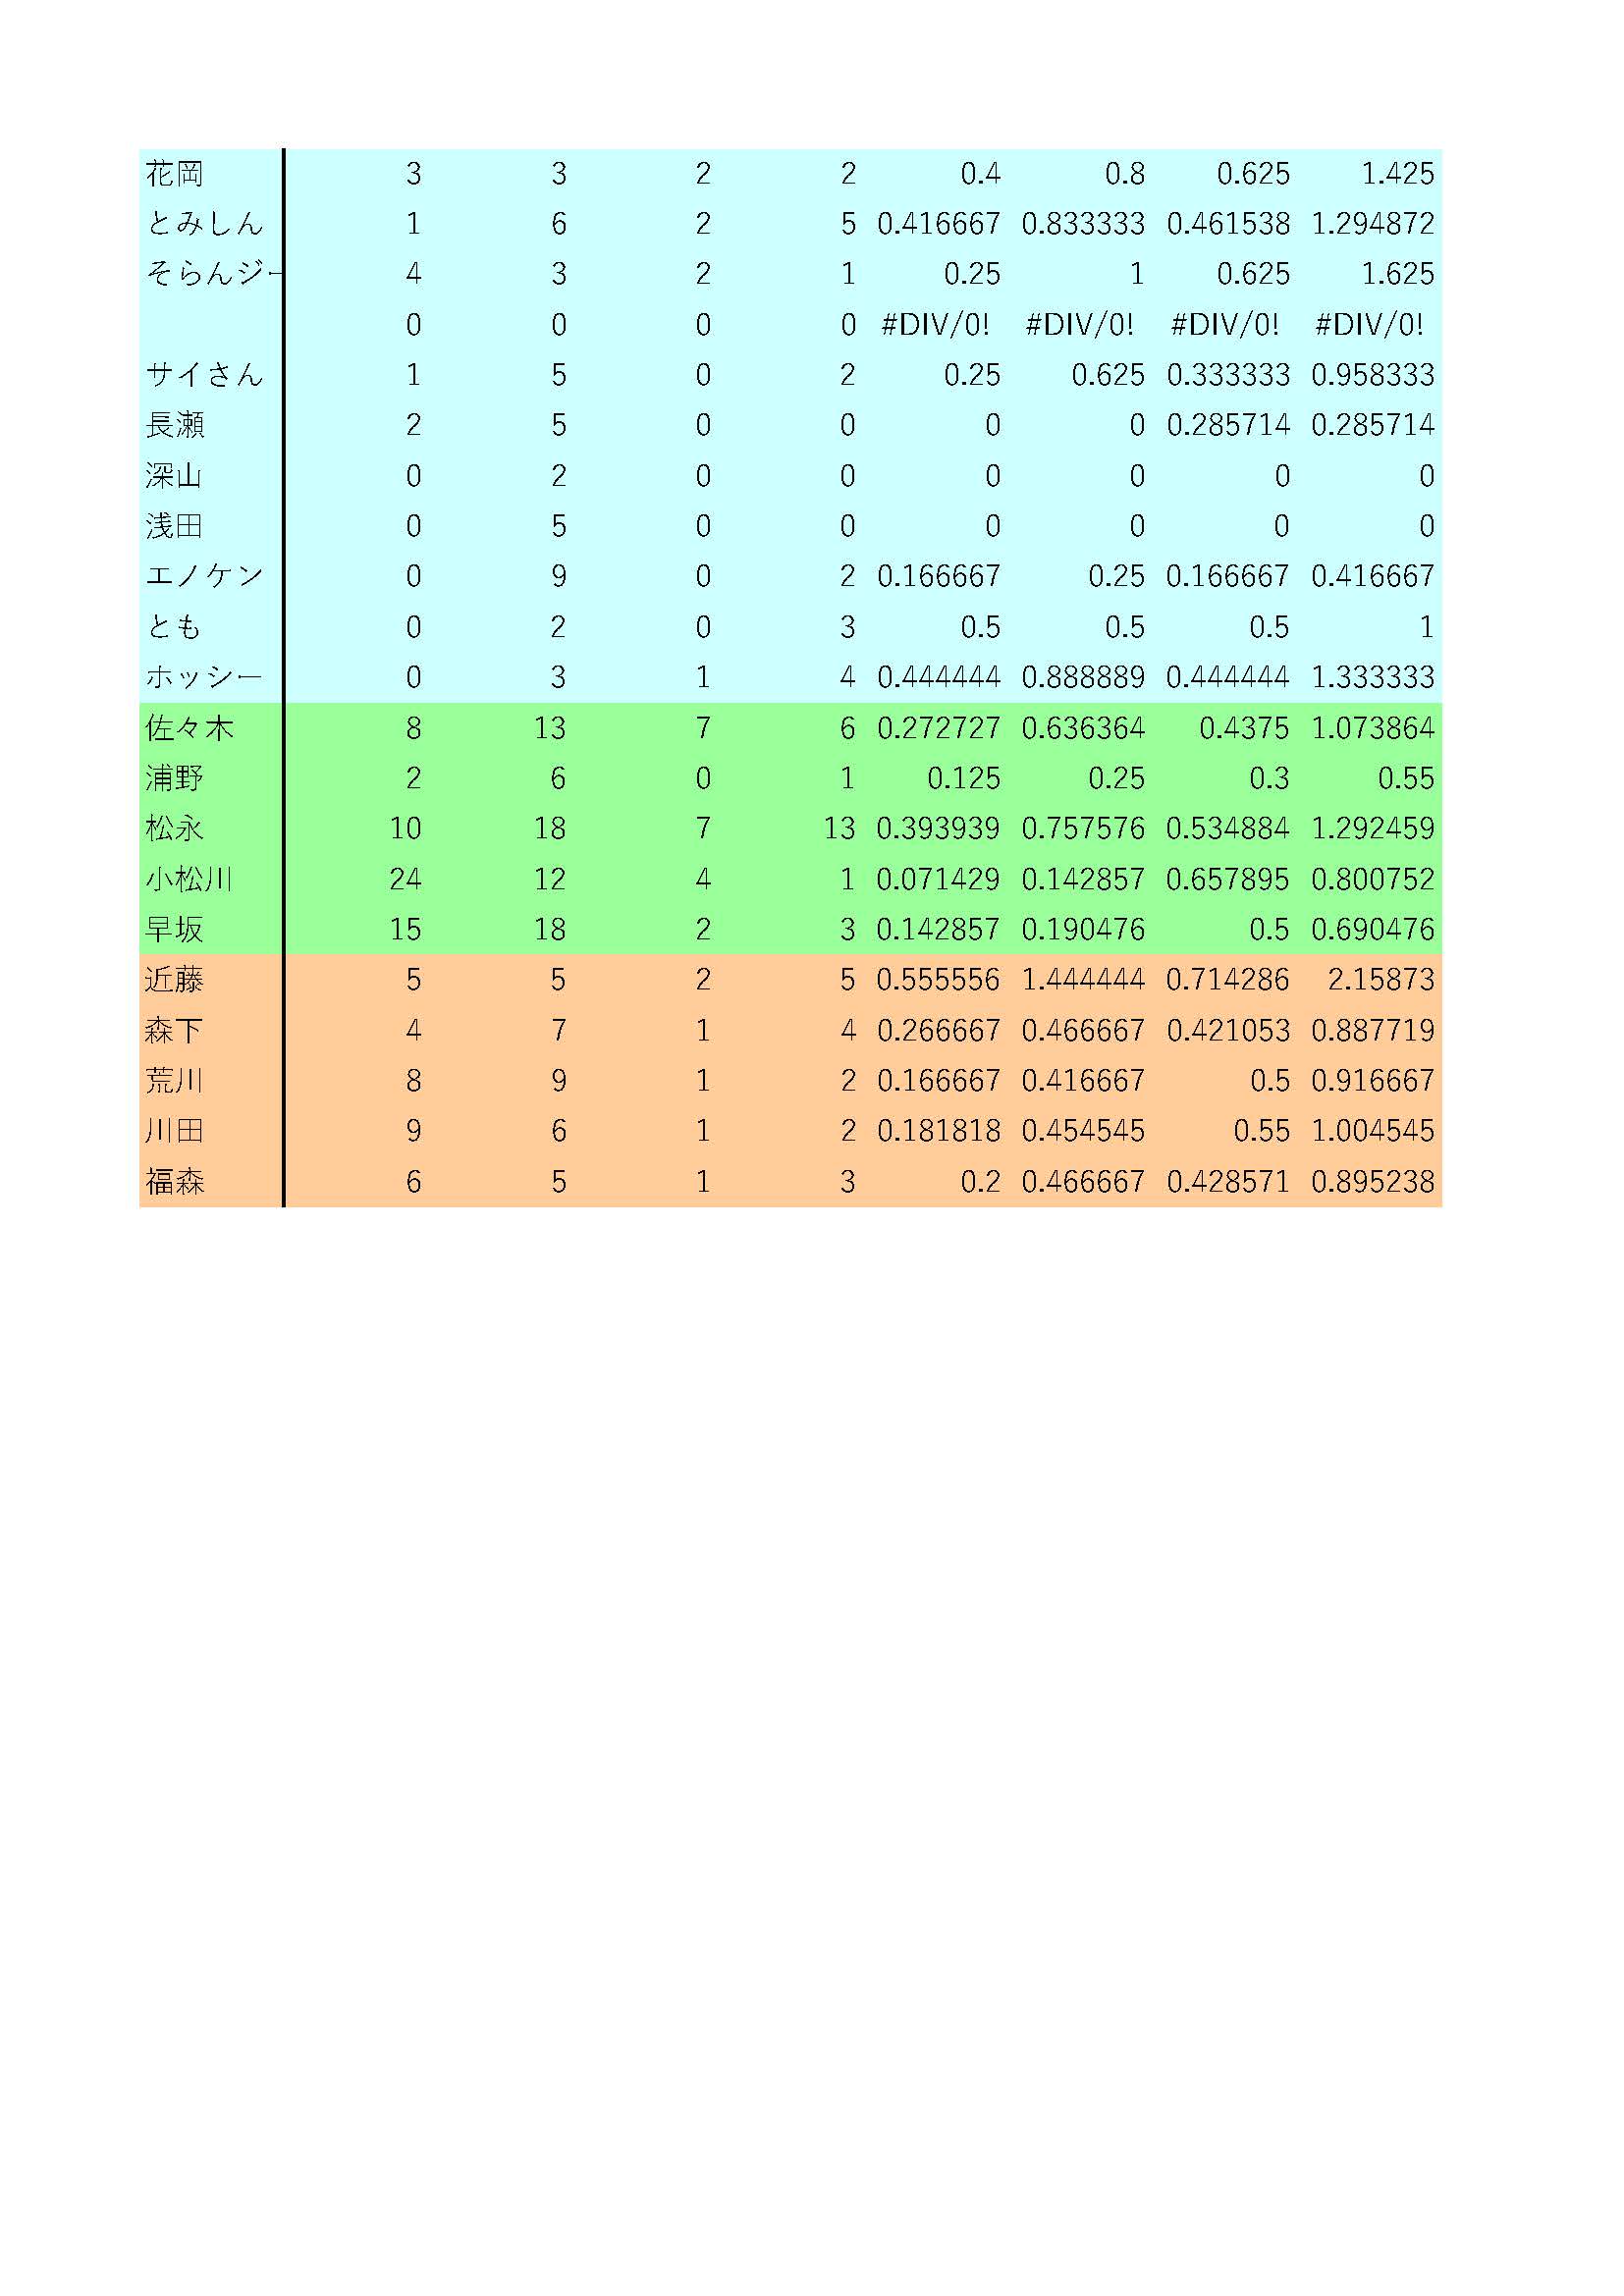 花岡 3 3 2 2 0.4 0.8 0.625 1.425
とみしん 1 6 2 5 0.416667 0.833333 0.461538 1.294872
そらんジー 4 3 2 1 0.25 1 0.625 1.625
0 0 0 0 #DIV/0! #DIV/0! #DIV/0! #DIV/0!
サイさん 1 5 0 2 0.25 0.625 0.333333 0.958333
長瀬 2 5 0 0 0 0 0.285714 0.285714
深山 0 2 0 0 0 0 0 0
浅田 0 5 0 0 0 0 0 0
エノケン 0 9 0 2 0.166667 0.25 0.166667 0.416667
とも 0 2 0 3 0.5 0.5 0.5 1
ホッシー 0 3 1 4 0.444444 0.888889 0.444444 1.333333
佐々木 8 13 7 6 0.272727 0.636364 0.4375 1.073864
浦野 2 6 0 1 0.125 0.25 0.3 0.55
松永 10 18 7 13 0.393939 0.757576 0.534884 1.292459
小松川 24 12 4 1 0.071429 0.142857 0.657895 0.800752
早坂 15 18 2 3 0.142857 0.190476 0.5 0.690476
近藤 5 5 2 5 0.555556 1.444444 0.714286 2.15873
森下 4 7 1 4 0.266667 0.466667 0.421053 0.887719
荒川 8 9 1 2 0.166667 0.416667 0.5 0.916667
川田 9 6 1 2 0.181818 0.454545 0.55 1.004545
福森 6 5 1 3 0.2 0.466667 0.428571 0.895238